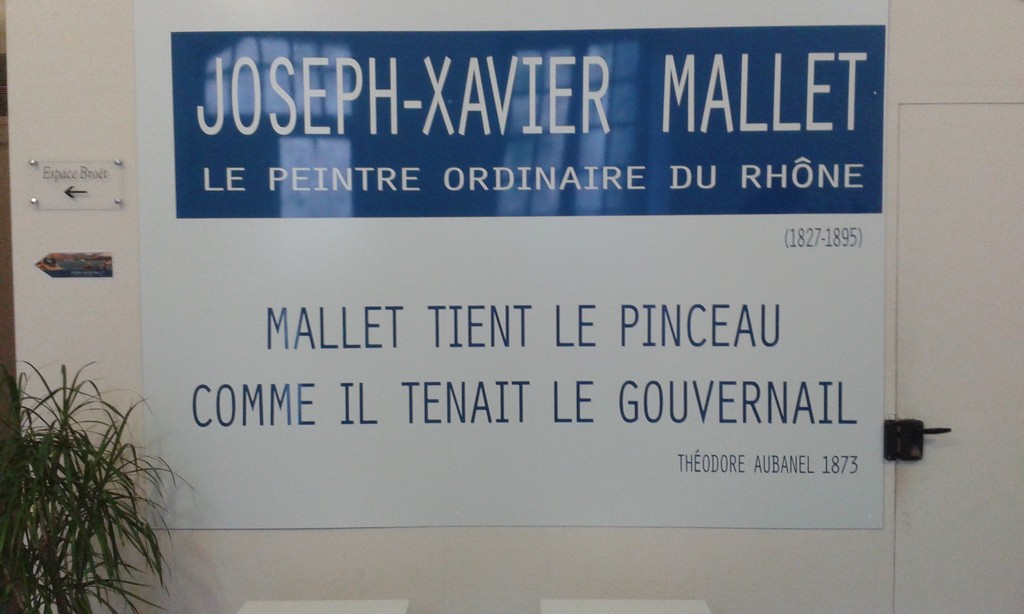 JOSEPH-XAVIER MALLET
LE PEINTRE ORDINAIRE DU RHÔNE
(1827-1895)
MALLET TIENT LE PINCEAU
COMME IL TENAIT LE GOUVERNAIL
THÉODORE AUBANEL 1873
Espace Broët